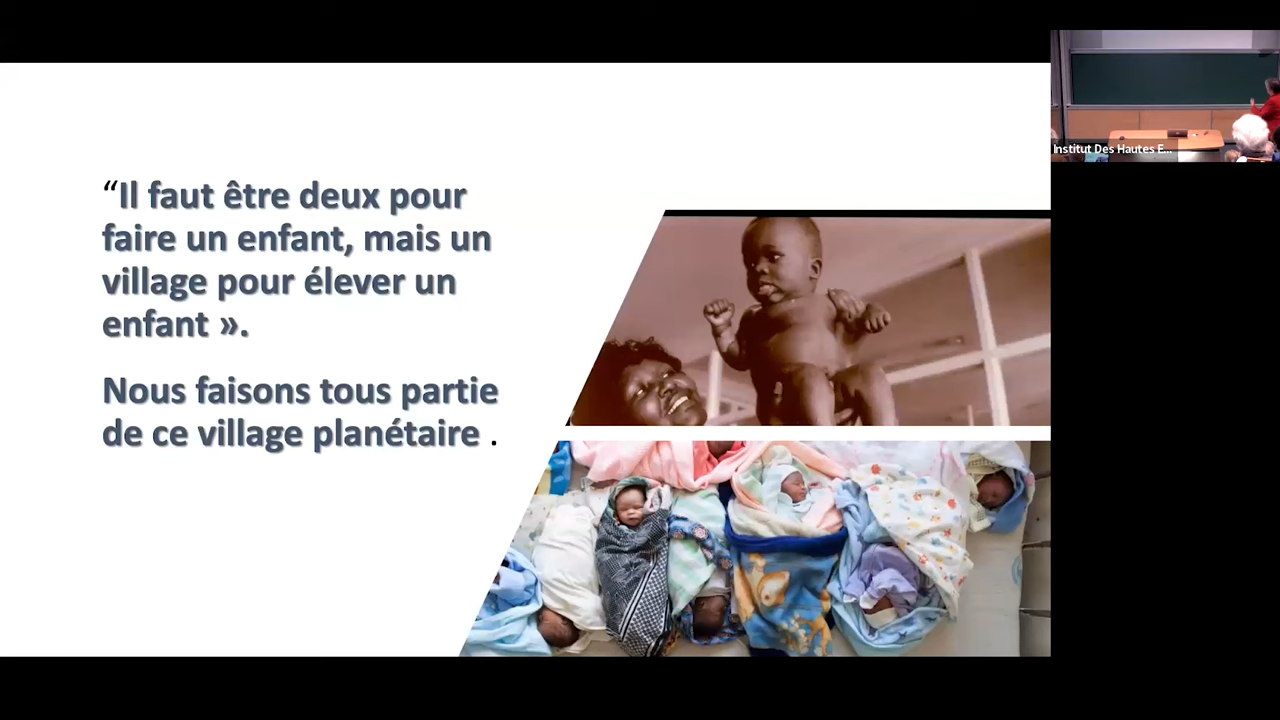 “Il faut être deux pour
faire un enfant, mais un
village pour élever un
enfant ».
Nous faisons tous partie
de ce village planétaire .
Institut Des Hautes E...